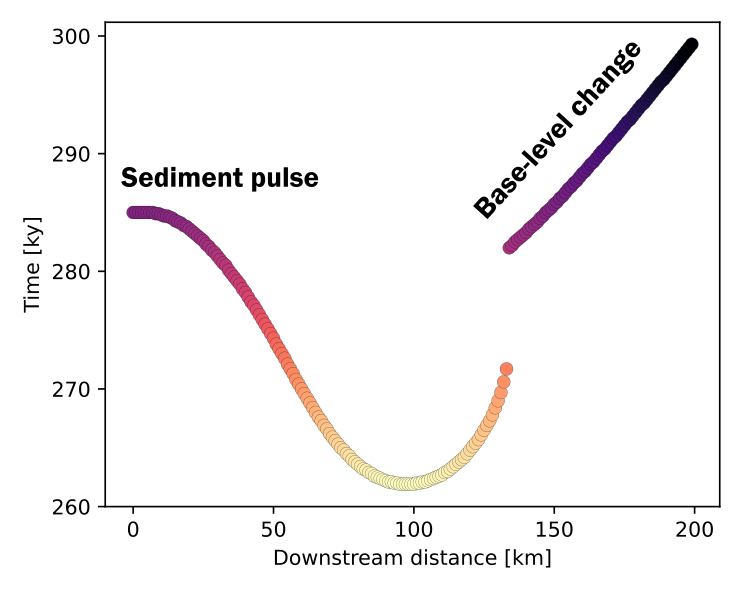 300
290
280
270
260
Time [ky]
Sediment pulse
Base-level change
0 50 100 150 200
Downstream distance [km]